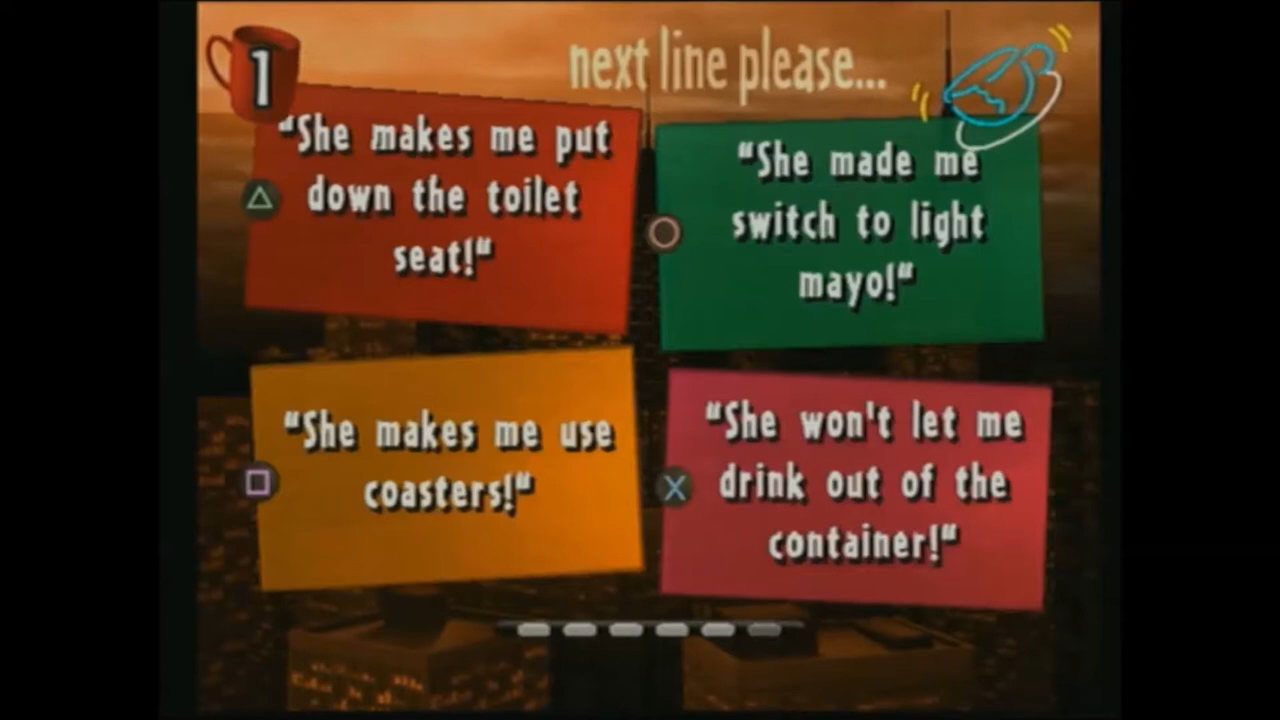 1
next line please...
"She makes me put
down the toilet
seat!"
"She made me
switch to light
mayo!"
"She makes me use
coasters!"
"She won't let me
drink out of the
container!"